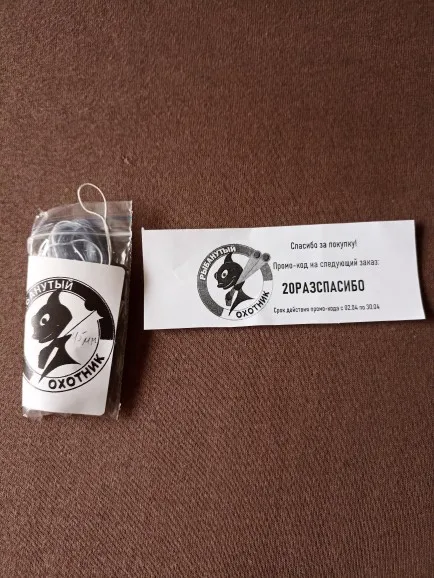 РЫБАНУТЫЙ
ОХОТНИК
РЫБАНУТЫЙ
ОХОТНИК
Спасибо за покупку!
Промо-код на следующий заказ:
20РАЗСПАСИБО
Срок действия промо-кода с 02.04 по 30.04